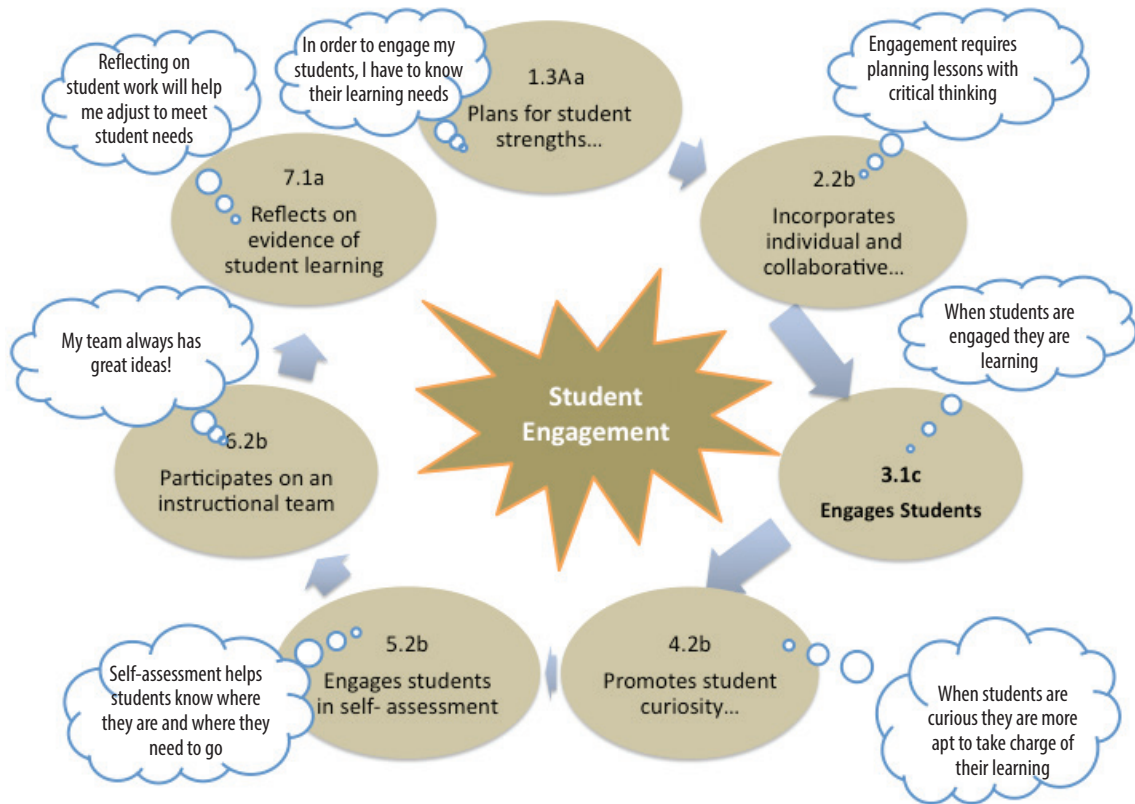 Reflecting on
student work will help
me adjust to meet
student needs
In order to engage my
students, I have to know
their learning needs
1.3Aa
Plans for student
strengths...
Engagement requires
planning lessons with
critical thinking
2.2b
Incorporates
individual and
collaborative...
When students are
engaged they are
learning
3.1c
Engages Students
When students are
curious they are more
apt to take charge of
their learning
4.2b
Promotes student
curiosity...
5.2b
Engages students
in self- assessment
Self-assessment helps
students know where
they are and where they
need to go
6.2b
Participates on an
instructional team
My team always has
great ideas!
7.1a
Reflects on
evidence of
student learning
Student
Engagement